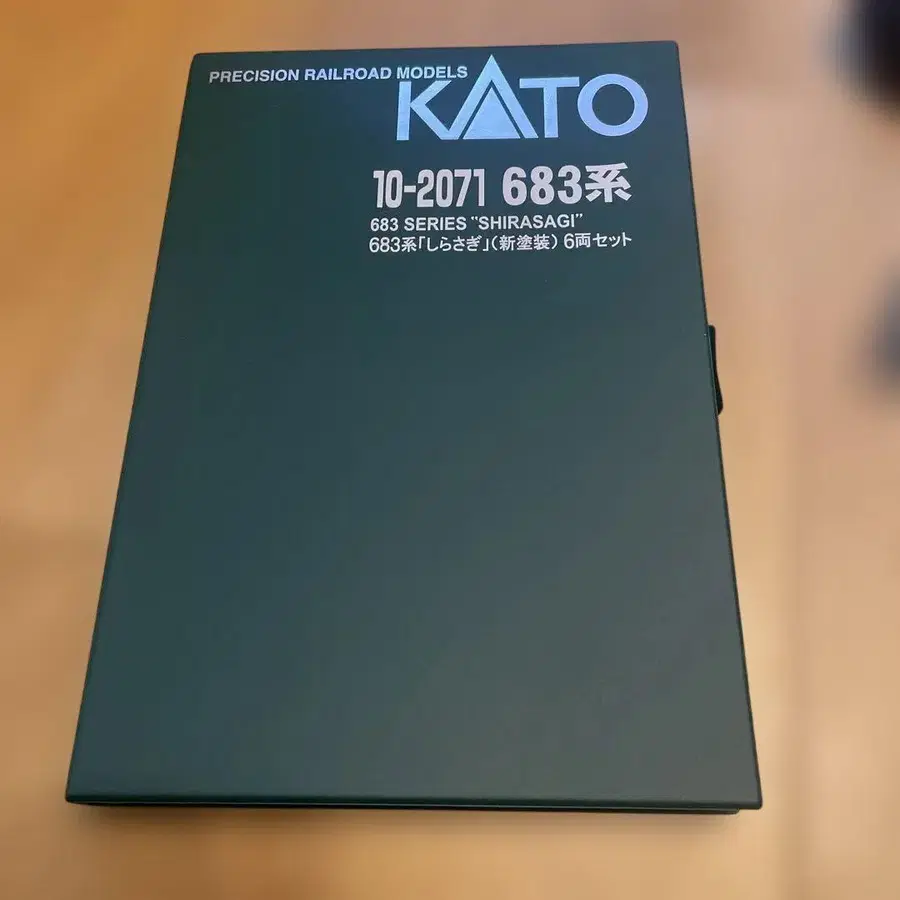 PRECISION RAILROAD MODELS
KATO
10-2071 683系
683 SERIES "SHIRASAGI"
683系「しらさぎ」(新塗装) 6両セット